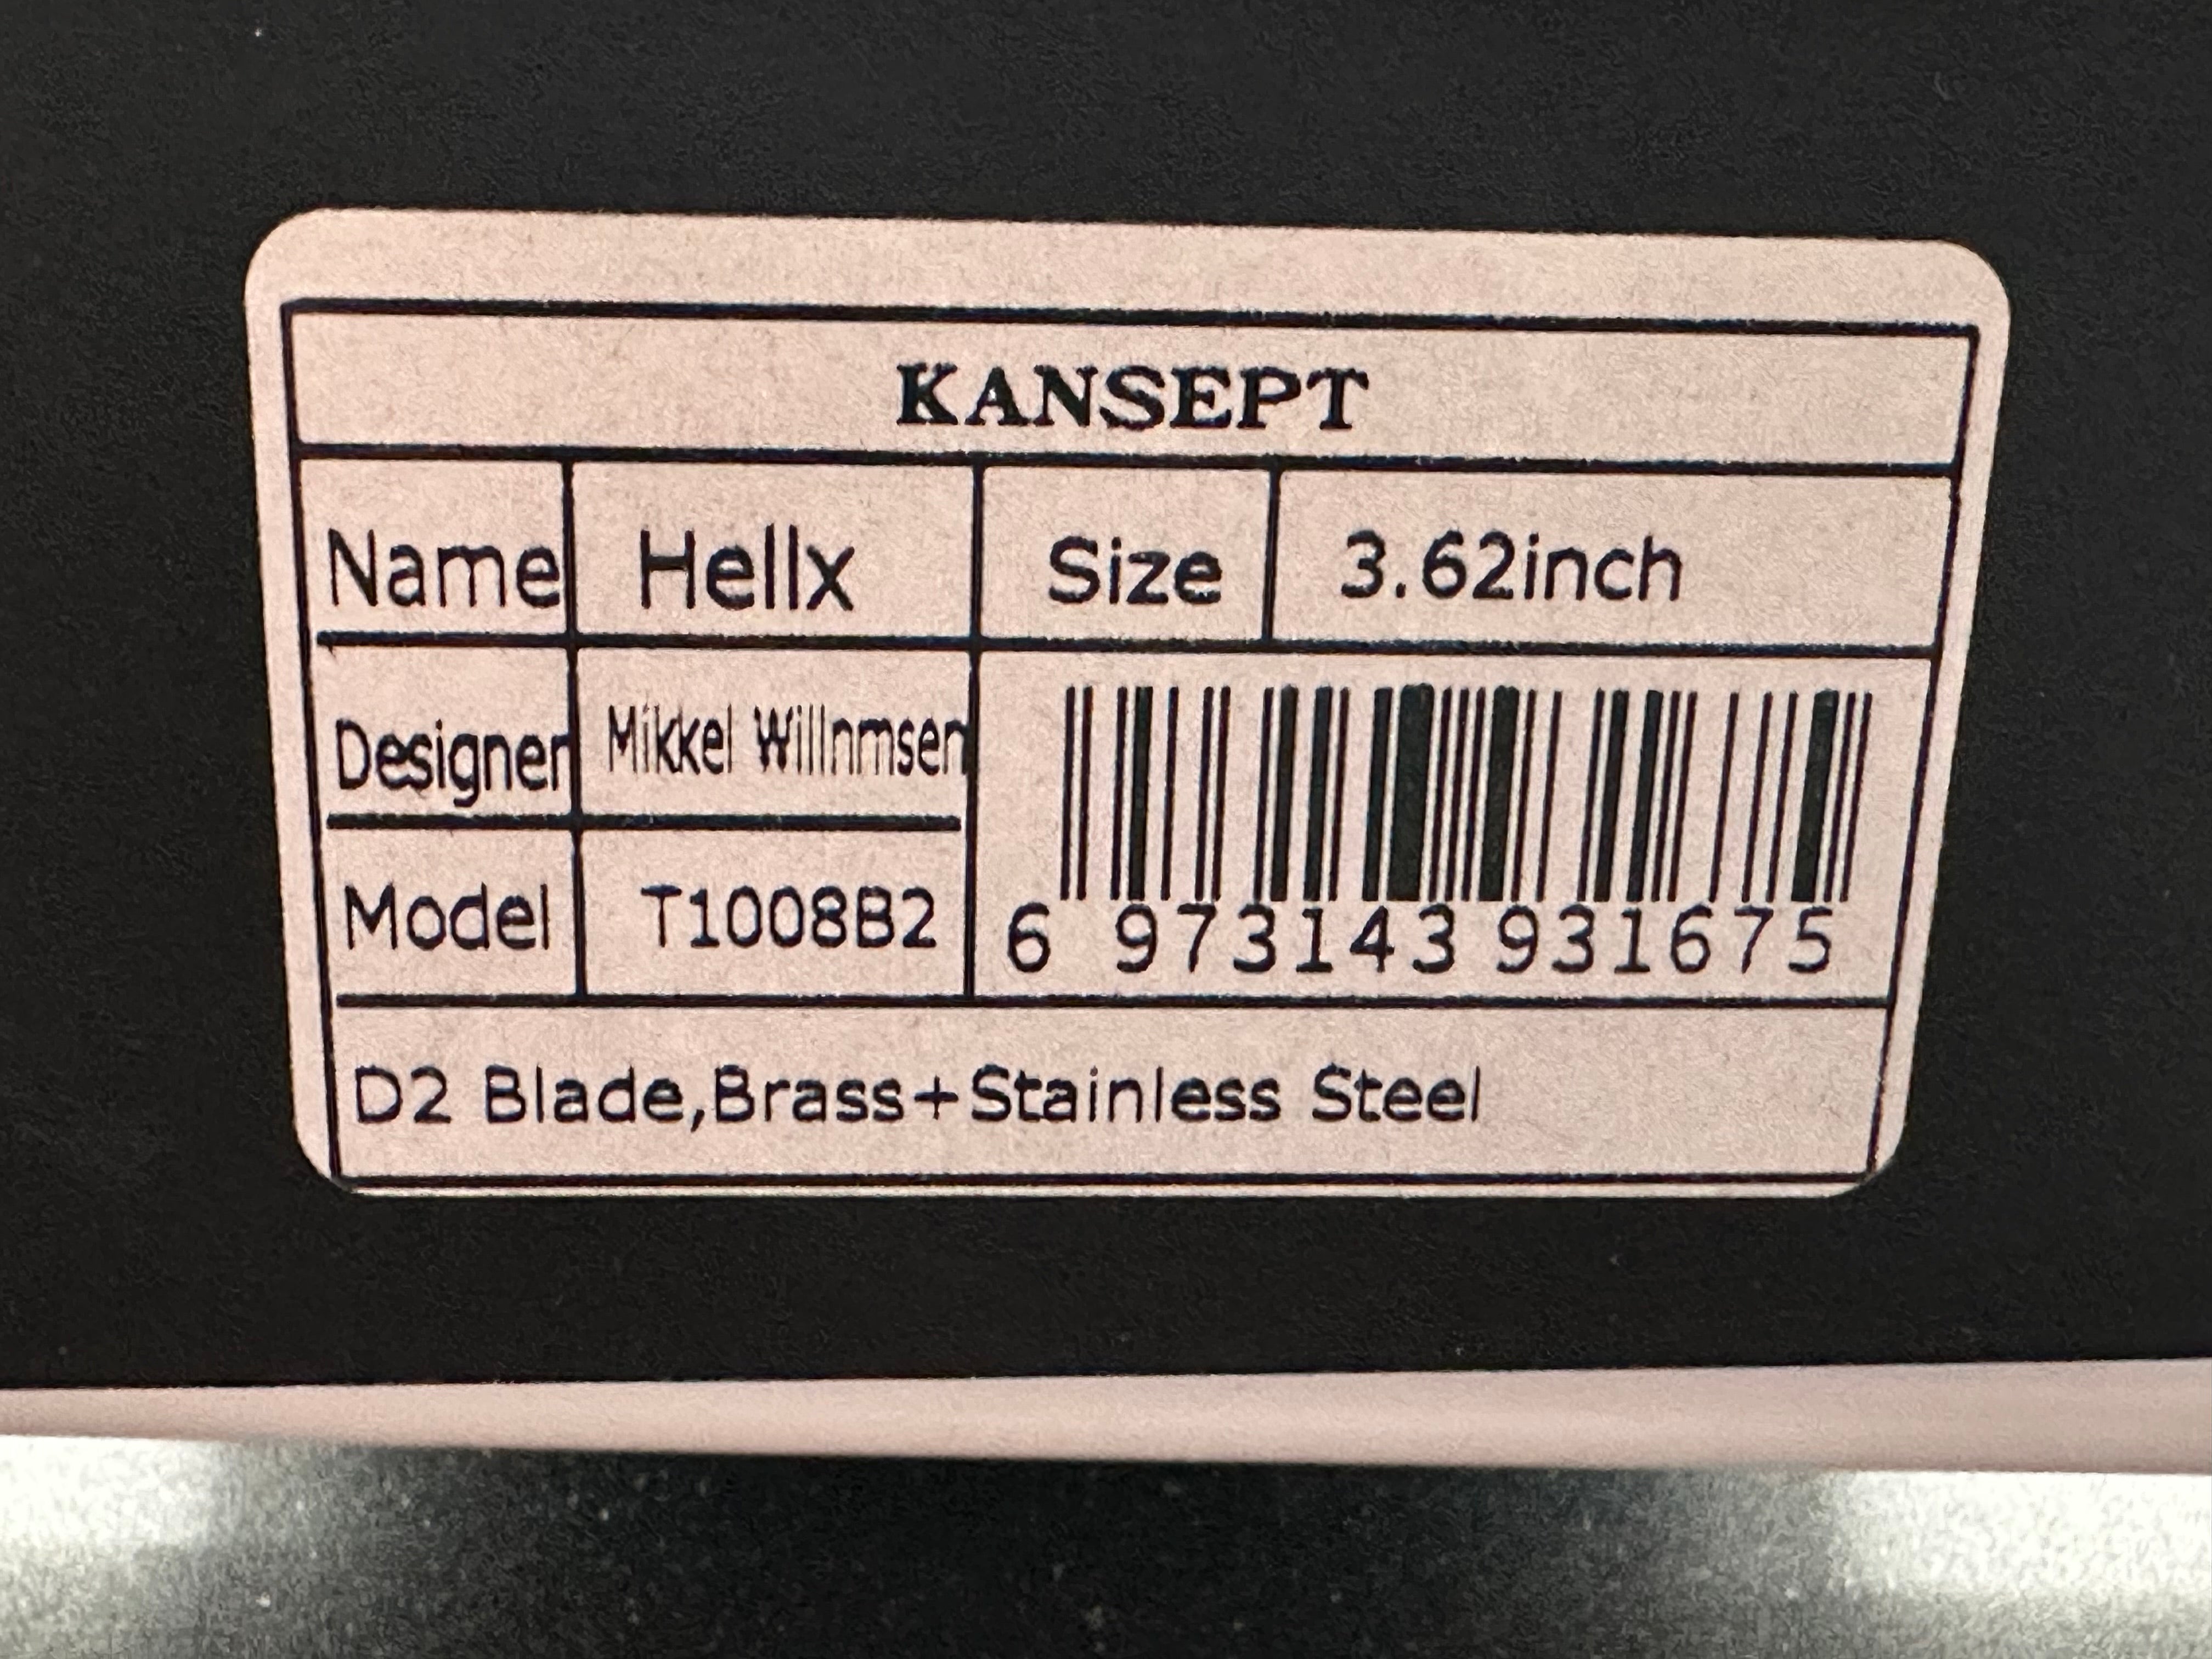 KANSEPT
Name Hellx Size 3.62inch
Designer Mikkel Willnmsen
Model T1008B2
6 973143 931675
D2 Blade,Brass+Stainless Steel